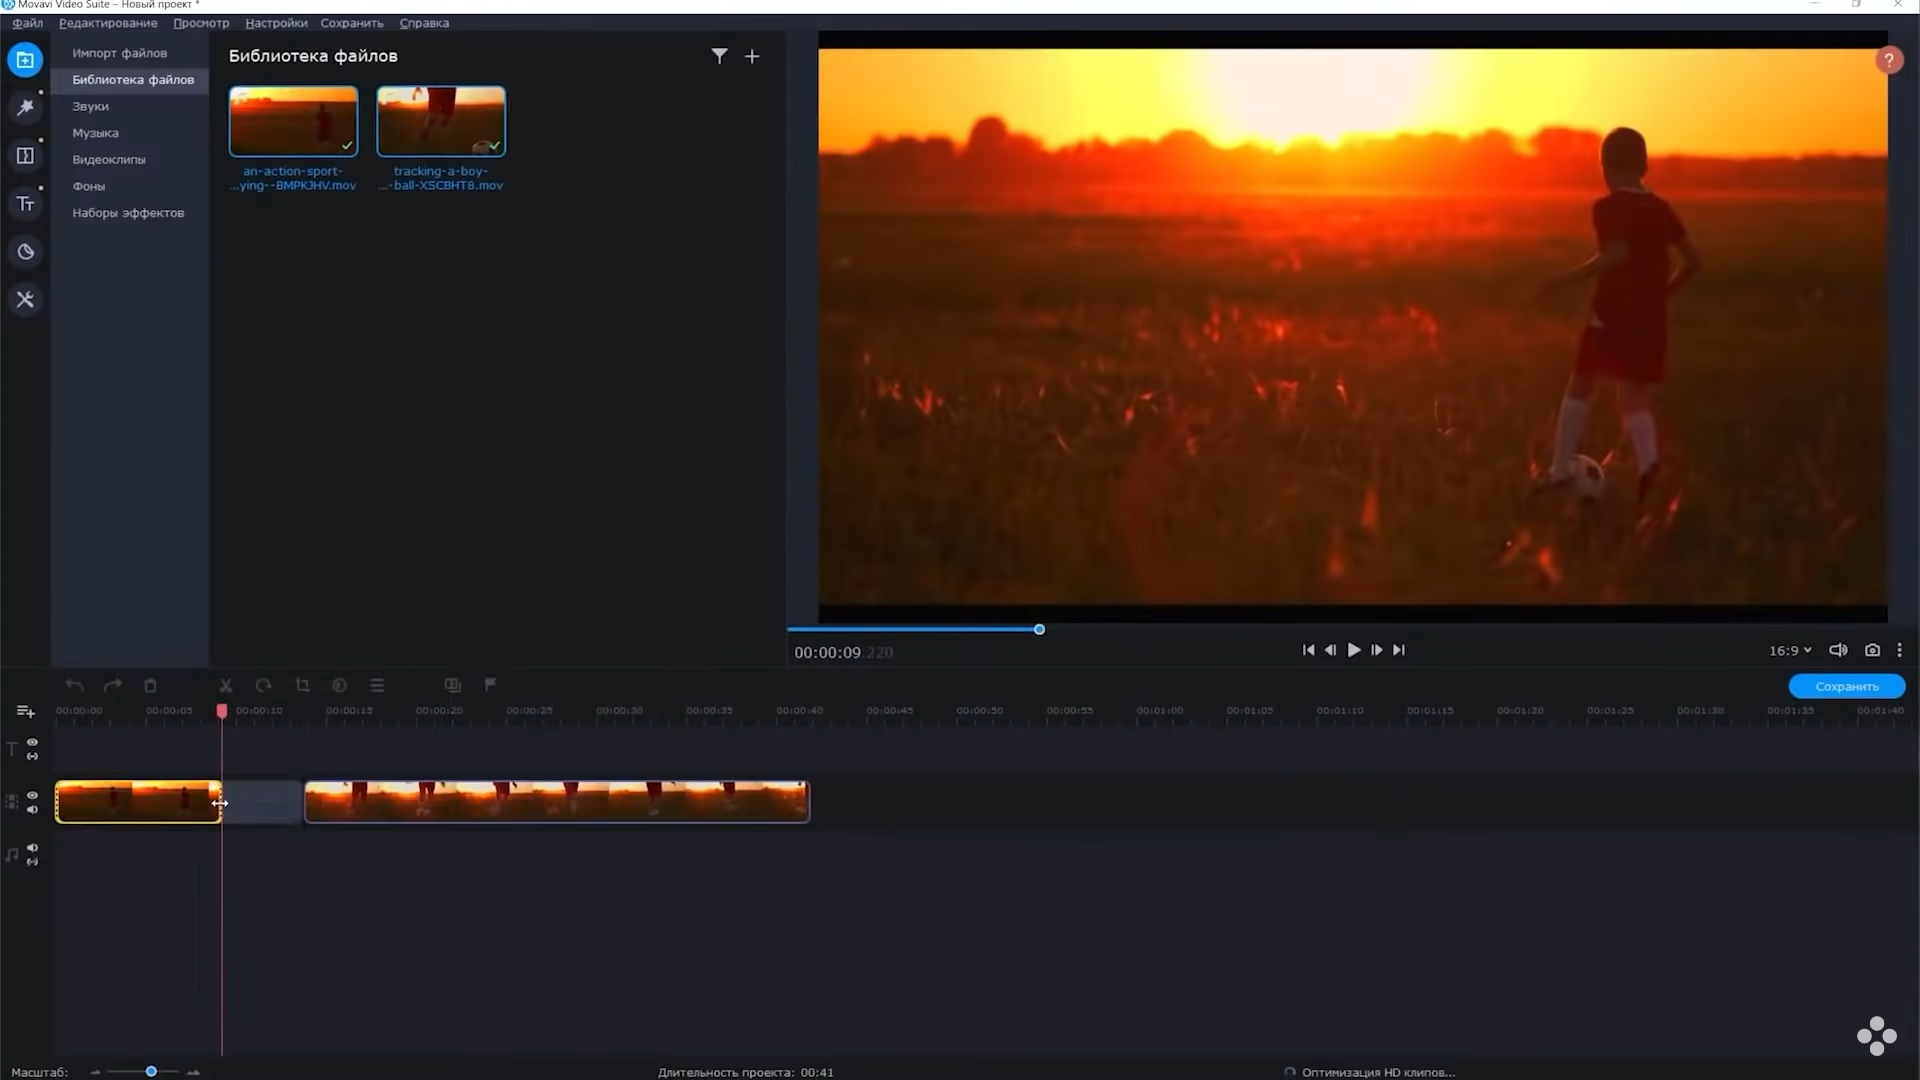 Movavi Video Suite – Новый проект *
Файл Редактирование Просмотр Настройки Сохранить Справка
Импорт файлов
Библиотека файлов
Звуки
Музыка
Видеоклипы
Фоны
Наборы эффектов
Библиотека файлов
an-action-sport-
...ying--BMPKJHV.mov
tracking-a-boy-
...-ball-XSCBHT8.mov
?
00:00:09.220
16:9
Сохранить
00:00:00 00:00:05 00:00:10 00:00:15 00:00:20 00:00:25 00:00:30 00:00:35 00:00:40 00:00:45 00:00:50 00:00:55 00:01:00 00:01:05 00:01:10 00:01:15 00:01:20 00:01:25 00:01:30 00:01:35 00:01:40
Масштаб:
Длительность проекта: 00:41
Оптимизация HD клипов...